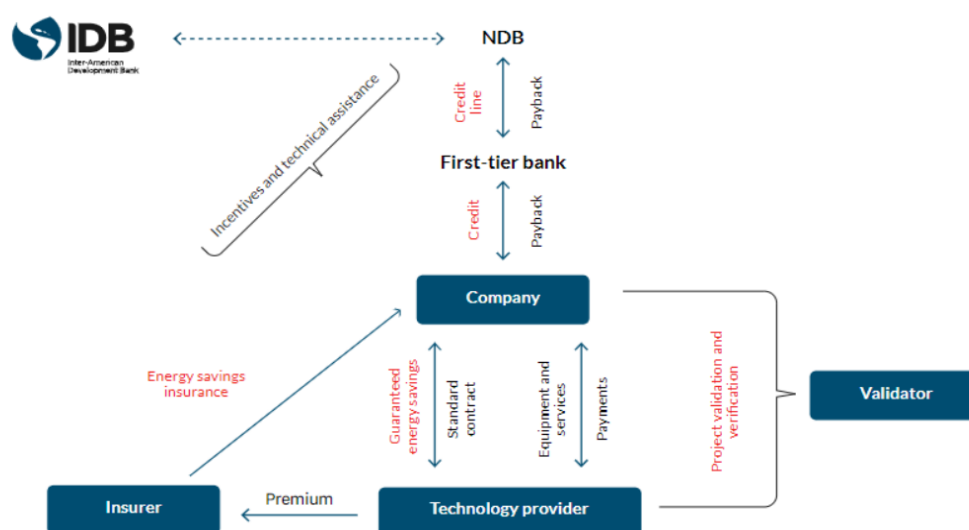 IDB
Inter-American
Development Bank
NDB
Incentives and technical assistance
Credit
line
Payback
First-tier bank
Credit
Payback
Company
Energy savings
insurance
Guaranteed
energy savings
Standard
contract
Equipment and
services
Payments
Project validation and
verification
Validator
Insurer
Premium
Technology provider